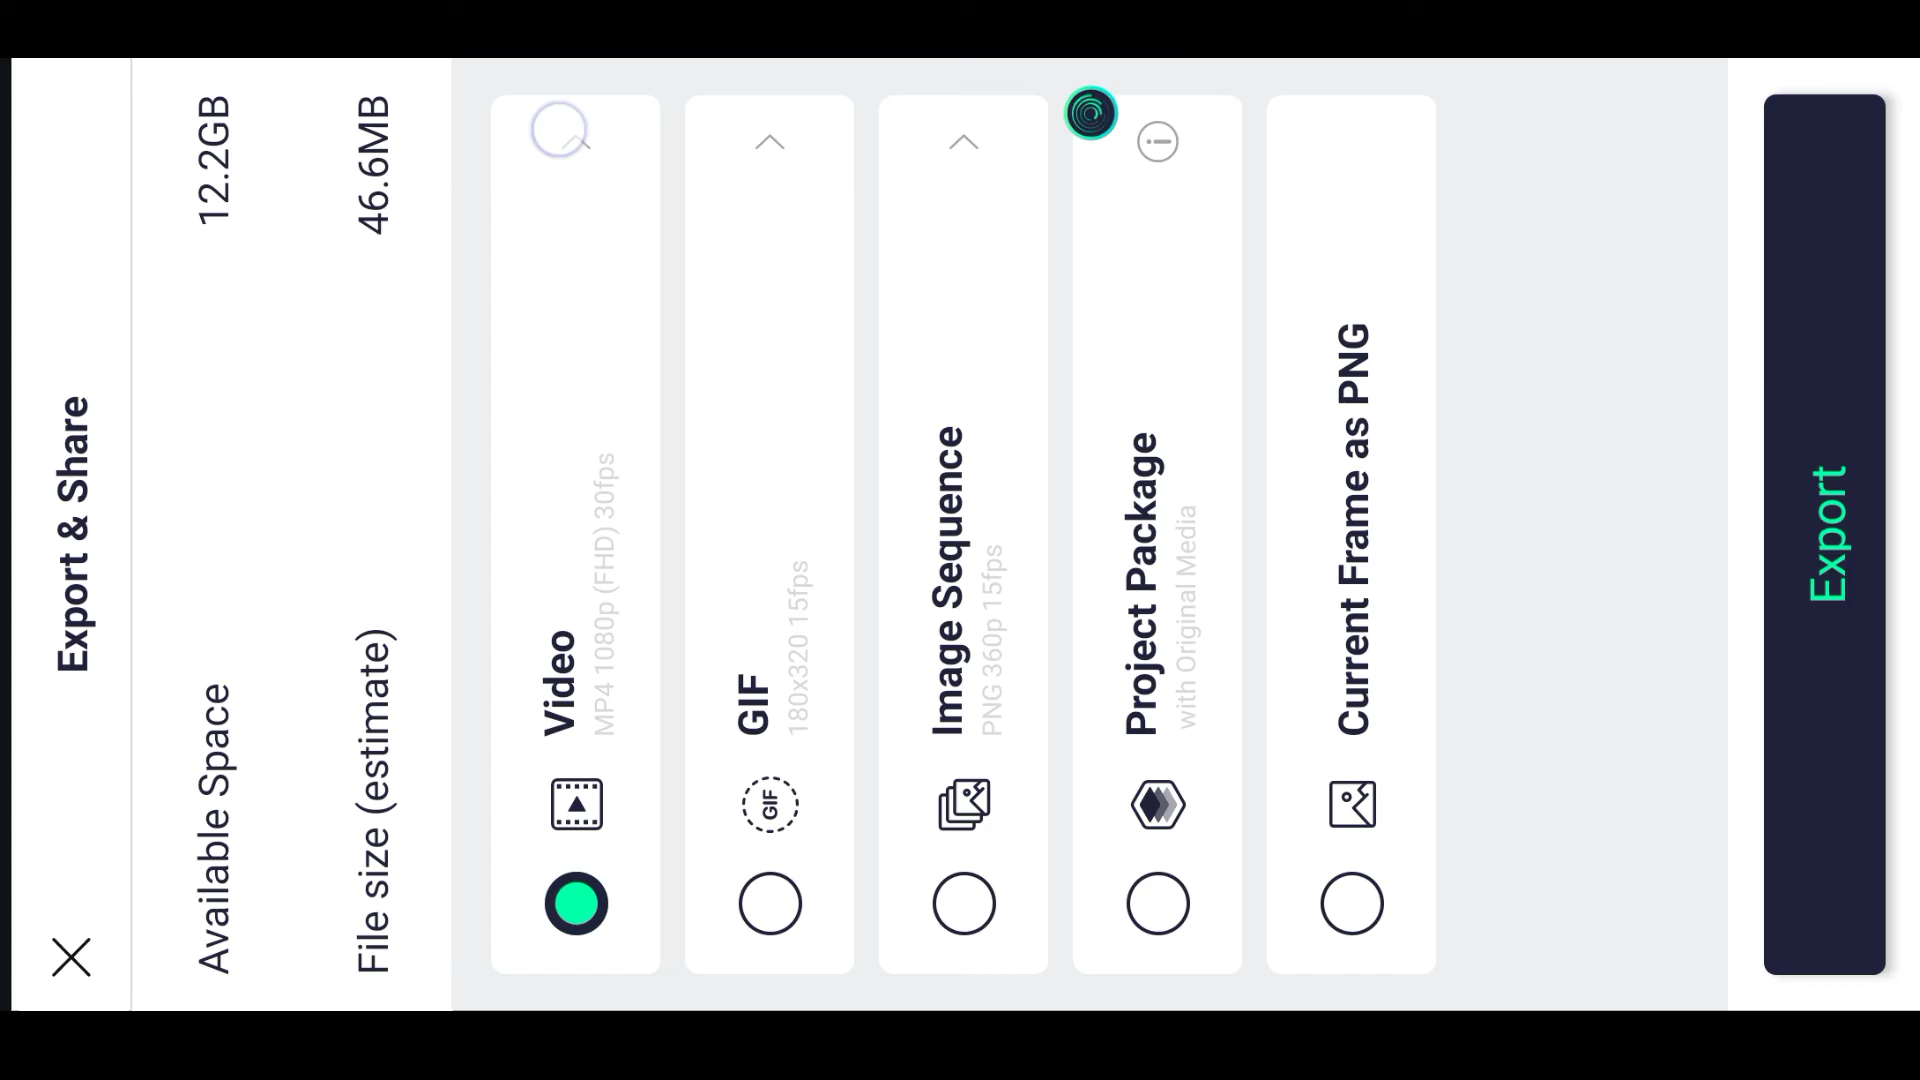 Export & Share
Available Space 12.2GB
File size (estimate) 46.6MB
Video
MP4 1080p (FHD) 30fps
GIF
GIF
180x320 15fps
Image Sequence
PNG 360p 15fps
Project Package
with Original Media
Current Frame as PNG
Export